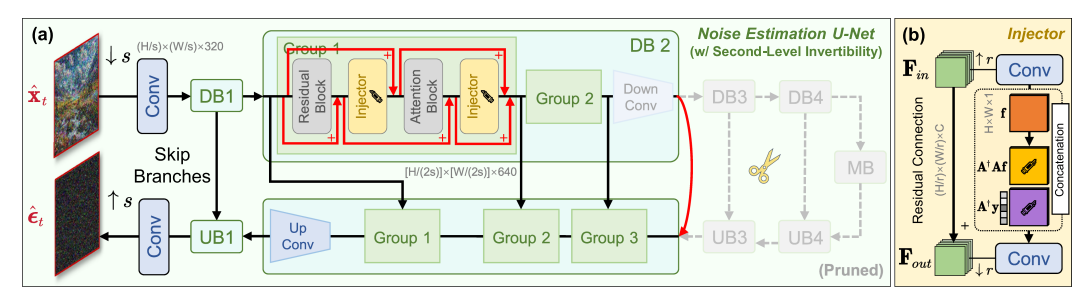 (a)
x̂t
↓ s
(H/s)×(W/s)×320
Conv
DB1
Group 1
Residual Block
Injector
Attention Block
Injector
+
+
+
+
DB 2
Group 2
Down Conv
Noise Estimation U-Net
(w/ Second-Level Invertibility)
DB3
DB4
MB
Skip Branches
[H/(2s)]×[W/(2s)]×640
ϵ̂t
↑ s
Conv
UB1
Up Conv
Group 1
Group 2
Group 3
UB3
UB4
(Pruned)
(b)
Injector
Fin
↑ r
Conv
Residual Connection
(H/r)×(W/r)×C
H×W×1
f
A†Af
A†y
Concatenation
+
Fout
↓ r
Conv